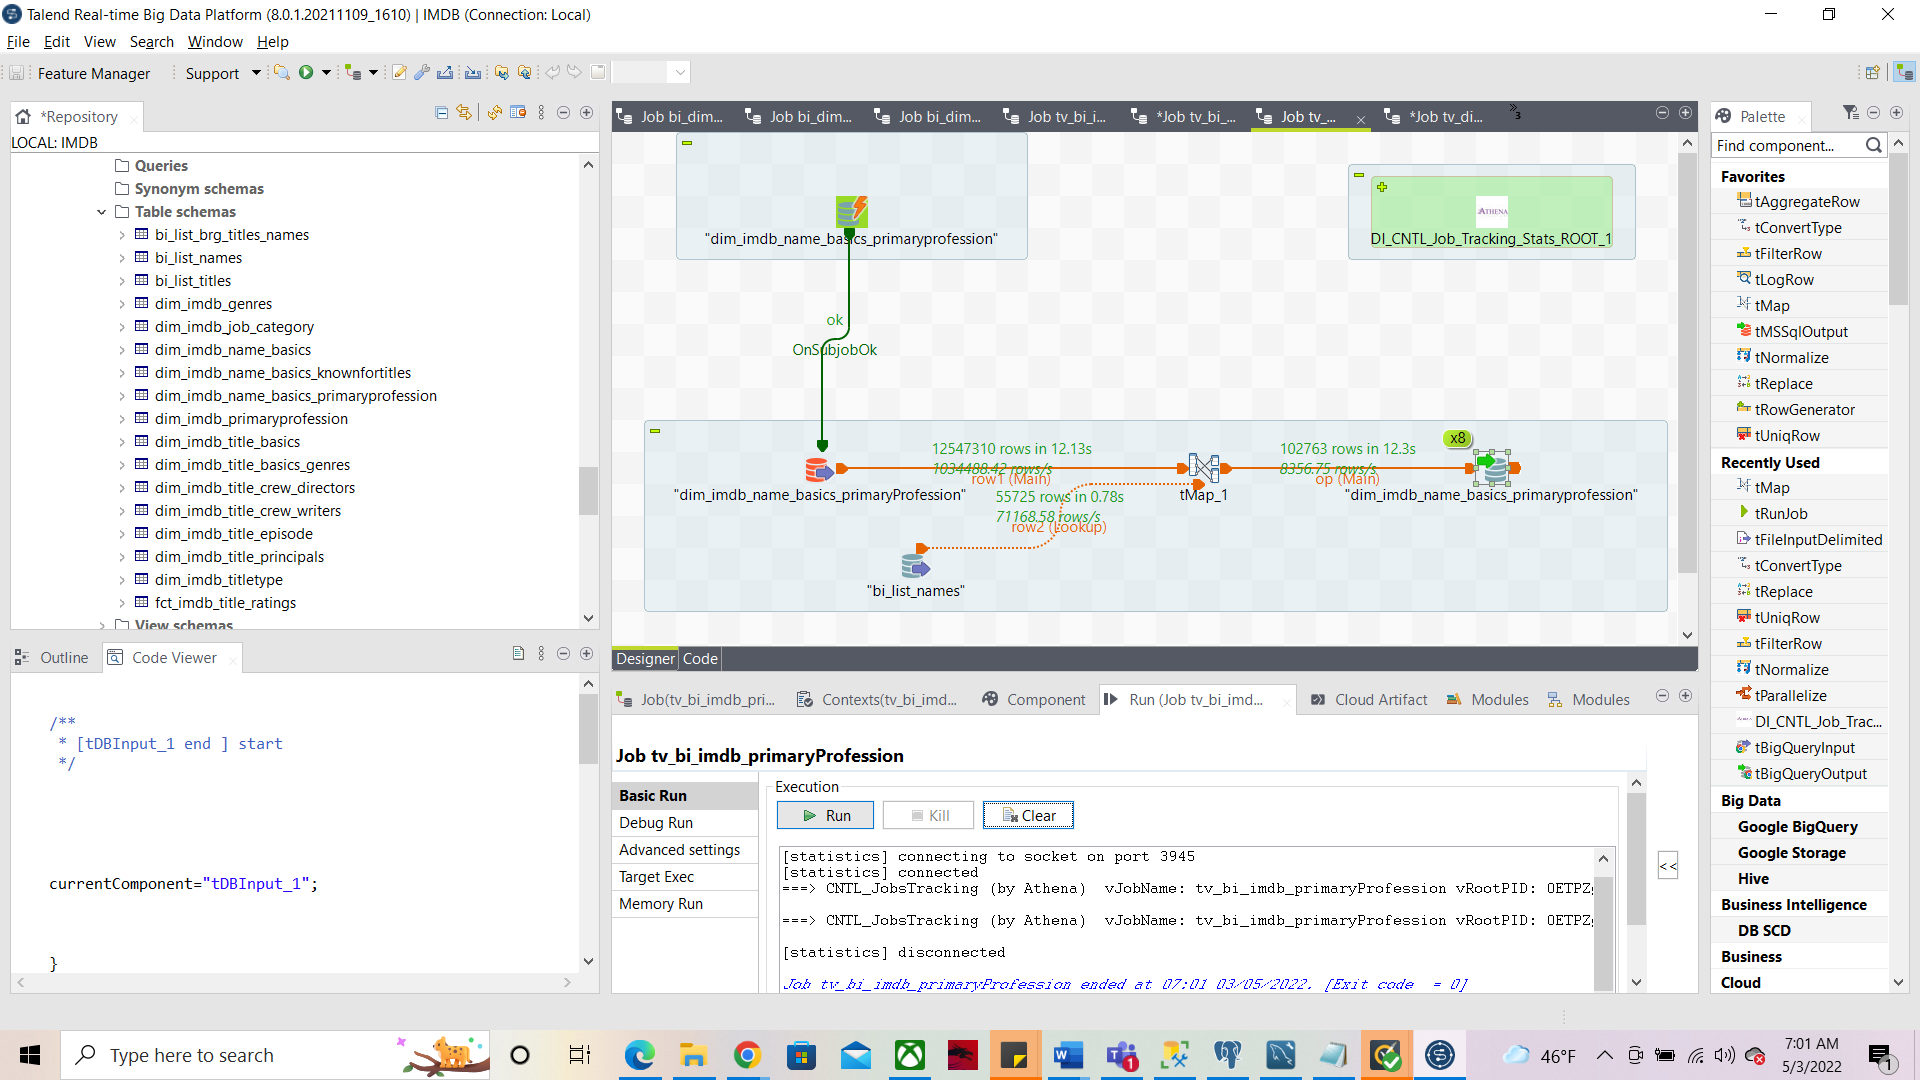 Talend Real-time Big Data Platform (8.0.1.20211109_1610) | IMDB (Connection: Local)
File Edit View Search Window Help
Feature Manager Support
*Repository
LOCAL: IMDB
Queries
Synonym schemas
Table schemas
bi_list_brg_titles_names
bi_list_names
bi_list_titles
dim_imdb_genres
dim_imdb_job_category
dim_imdb_name_basics
dim_imdb_name_basics_knownfortitles
dim_imdb_name_basics_primaryprofession
dim_imdb_primaryprofession
dim_imdb_title_basics
dim_imdb_title_basics_genres
dim_imdb_title_crew_directors
dim_imdb_title_crew_writers
dim_imdb_title_episode
dim_imdb_title_principals
dim_imdb_titletype
fct_imdb_title_ratings
View schemas
Outline Code Viewer
/**
* [tDBInput_1 end ] start
*/
currentComponent="tDBInput_1";
}
Job bi_dim... Job bi_dim... Job bi_dim... Job tv_bi_i... *Job tv_bi_... Job tv_... *Job tv_di... »3
"dim_imdb_name_basics_primaryprofession"
ATHENA
DI_CNTL_Job_Tracking_Stats_ROOT_1
ok
OnSubjobOk
12547310 rows in 12.13s
1034488.42 rows/s
row1 (Main)
102763 rows in 12.3s
8356.75 rows/s
op (Main)
x8
"dim_imdb_name_basics_primaryProfession"
55725 rows in 0.78s
71168.58 rows/s
row2 (Lookup)
tMap_1
"dim_imdb_name_basics_primaryprofession"
"bi_list_names"
Designer Code
Job(tv_bi_imdb_pri... Contexts(tv_bi_imd... Component Run (Job tv_bi_imd... Cloud Artifact Modules Modules
Job tv_bi_imdb_primaryProfession
Basic Run
Debug Run
Advanced settings
Target Exec
Memory Run
Execution
Run Kill Clear
[statistics] connecting to socket on port 3945
[statistics] connected
===> CNTL_JobsTracking (by Athena) vJobName: tv_bi_imdb_primaryProfession vRootPID: 0ETPZ
===> CNTL_JobsTracking (by Athena) vJobName: tv_bi_imdb_primaryProfession vRootPID: 0ETPZ
[statistics] disconnected
Job tv_bi_imdb_primaryProfession ended at 07:01 03/05/2022. [Exit code = 0]
<<
Palette
Find component...
Favorites
tAggregateRow
tConvertType
tFilterRow
tLogRow
tMap
tMSSqlOutput
tNormalize
tReplace
tRowGenerator
tUniqRow
Recently Used
tMap
tRunJob
tFileInputDelimited
tConvertType
tReplace
tUniqRow
tFilterRow
tNormalize
tParallelize
DI_CNTL_Job_Trac...
tBigQueryInput
tBigQueryOutput
Big Data
Google BigQuery
Google Storage
Hive
Business Intelligence
DB SCD
Business
Cloud
Type here to search
46°F
7:01 AM
5/3/2022
1